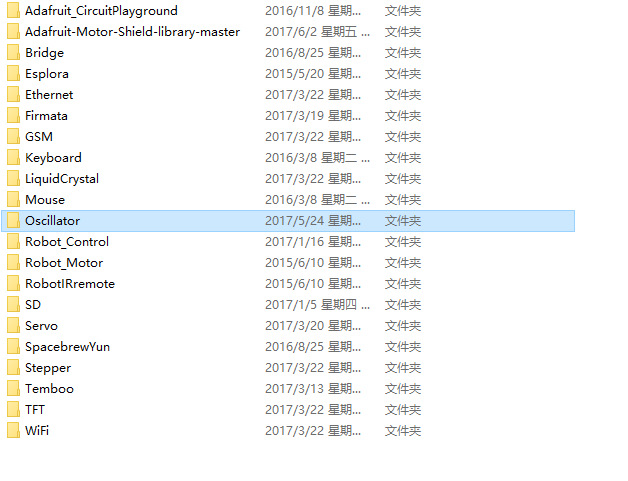 Adafruit_CircuitPlayground 2016/11/8 星期... 文件夹
Adafruit-Motor-Shield-library-master 2017/6/2 星期五 ... 文件夹
Bridge 2016/8/25 星期... 文件夹
Esplora 2015/5/20 星期... 文件夹
Ethernet 2017/3/22 星期... 文件夹
Firmata 2017/3/19 星期... 文件夹
GSM 2017/3/22 星期... 文件夹
Keyboard 2016/3/8 星期二 ... 文件夹
LiquidCrystal 2017/3/22 星期... 文件夹
Mouse 2016/3/8 星期二 ... 文件夹
Oscillator 2017/5/24 星期... 文件夹
Robot_Control 2017/1/16 星期... 文件夹
Robot_Motor 2015/6/10 星期... 文件夹
RobotIRremote 2015/6/10 星期... 文件夹
SD 2017/1/5 星期四 ... 文件夹
Servo 2017/3/20 星期... 文件夹
SpacebrewYun 2016/8/25 星期... 文件夹
Stepper 2017/3/22 星期... 文件夹
Temboo 2017/3/13 星期... 文件夹
TFT 2017/3/22 星期... 文件夹
WiFi 2017/3/22 星期... 文件夹